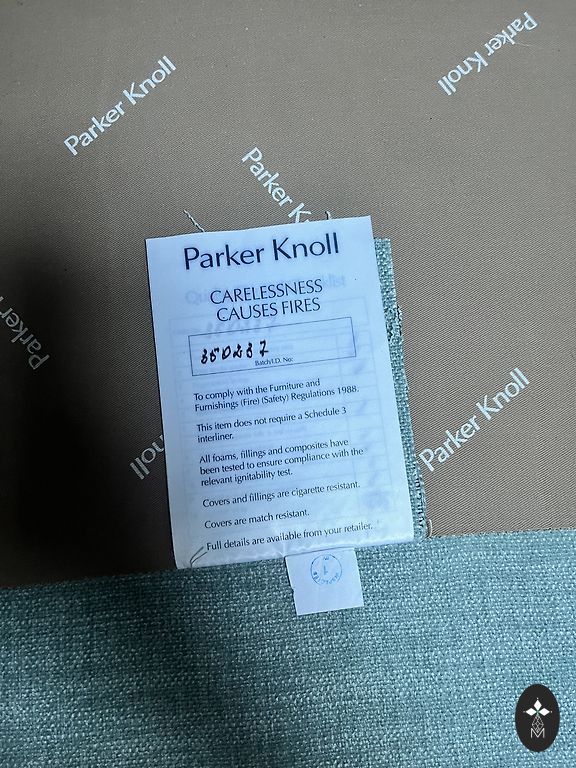 Parker Knoll
Parker Knoll
Parker Knoll
Parker Knoll
CARELESSNESS
CAUSES FIRES
Batch/I.D. No:
To comply with the Furniture and
Furnishings (Fire) (Safety) Regulations 1988.
This item does not require a Schedule 3
interliner.
All foams, fillings and composites have
been tested to ensure compliance with the
relevant ignitability test.
Covers and fillings are cigarette resistant.
Covers are match resistant.
Full details are available from your retailer.
Parker
Parker Knoll
noll